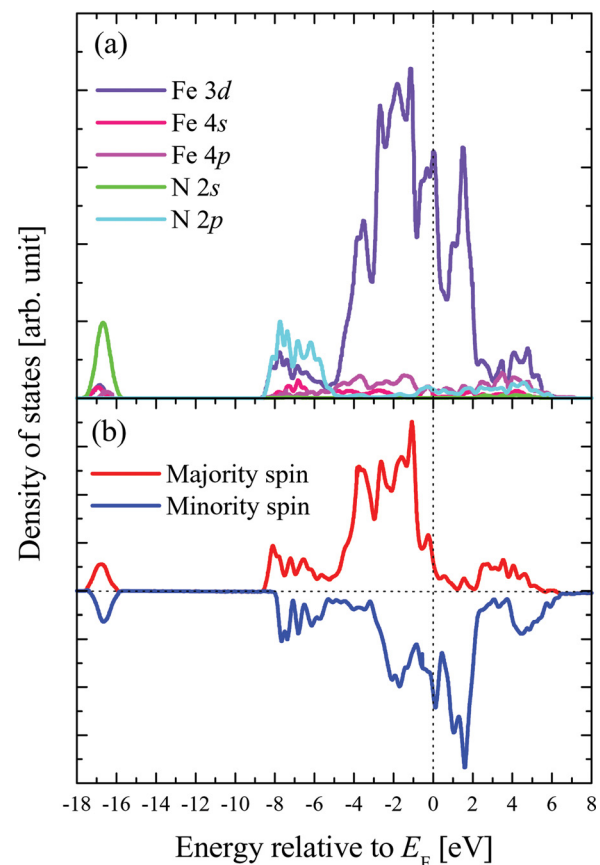 (a)
Fe 3d
Fe 4s
Fe 4p
N 2s
N 2p
Density of states [arb. unit]
(b)
Majority spin
Minority spin
-18 -16 -14 -12 -10 -8 -6 -4 -2 0 2 4 6 8
Energy relative to E_F [eV]